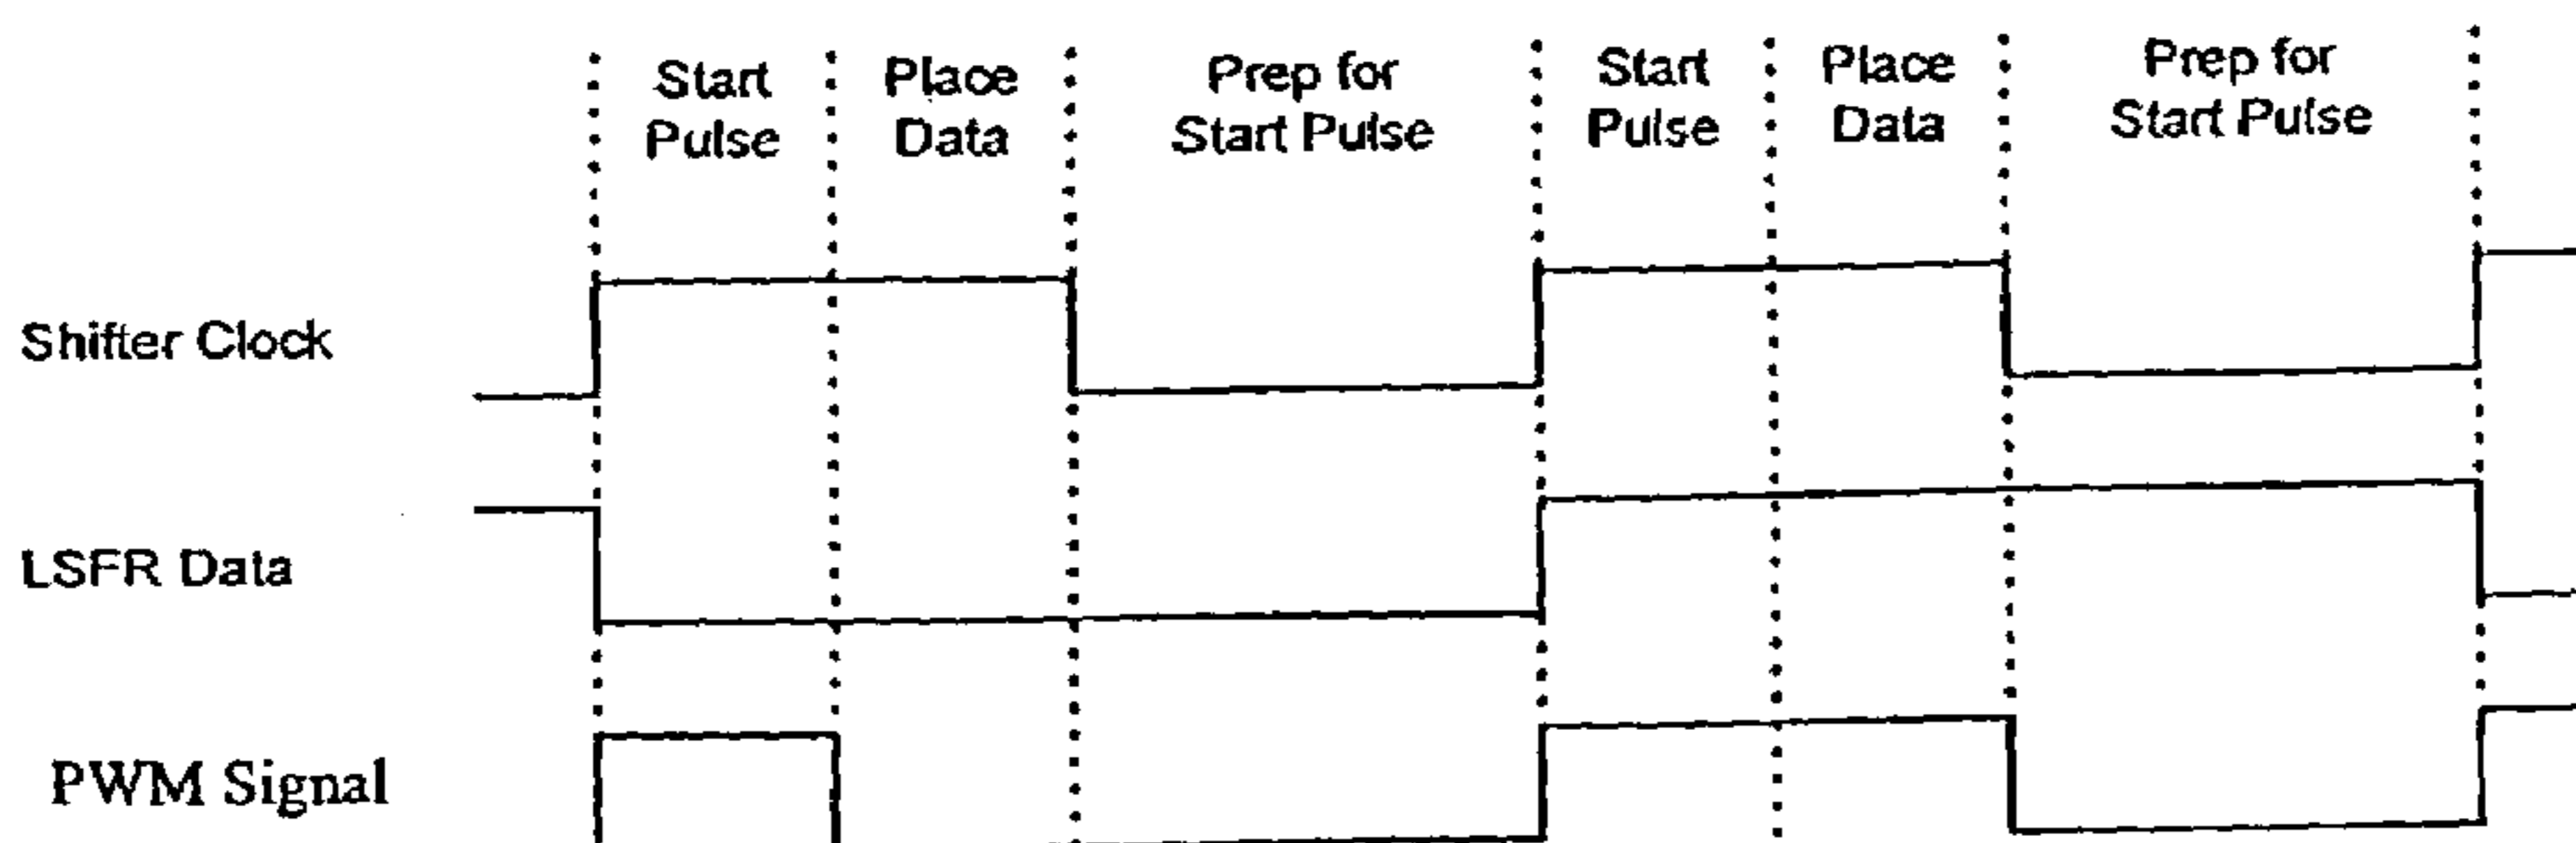 Start
Pulse
Place
Data
Prep for
Start Pulse
Start
Pulse
Place
Data
Prep for
Start Pulse
Shifter Clock
LSFR Data
PWM Signal